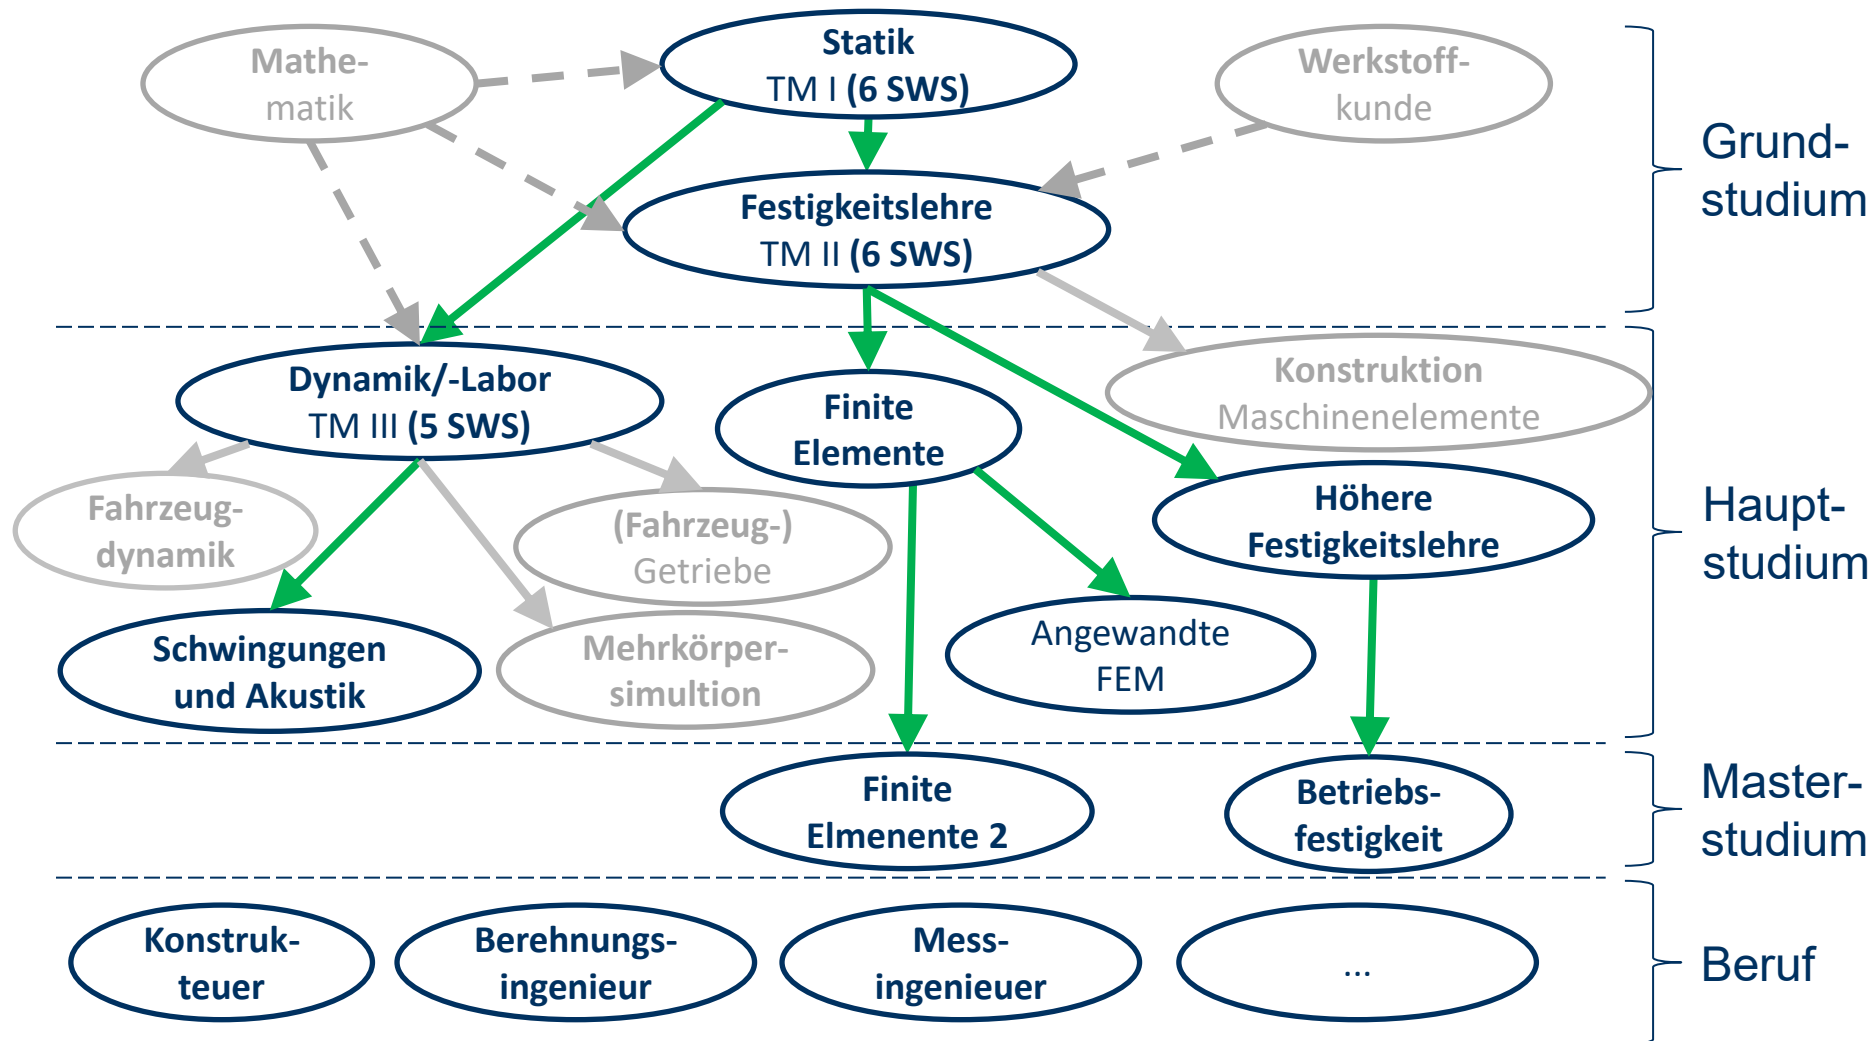 Mathe-
matik
Statik
TM I (6 SWS)
Werkstoff-
kunde
Grund-
studium
Festigkeitslehre
TM II (6 SWS)
Dynamik/-Labor
TM III (5 SWS)
Finite
Elemente
Konstruktion
Maschinenelemente
Fahrzeug-
dynamik
(Fahrzeug-)
Getriebe
Höhere
Festigkeitslehre
Haupt-
studium
Schwingungen
und Akustik
Mehrkörper-
simultion
Angewandte
FEM
Finite
Elmenente 2
Betriebs-
festigkeit
Master-
studium
Konstruk-
teuer
Berehnungs-
ingenieur
Mess-
ingenieuer
...
Beruf